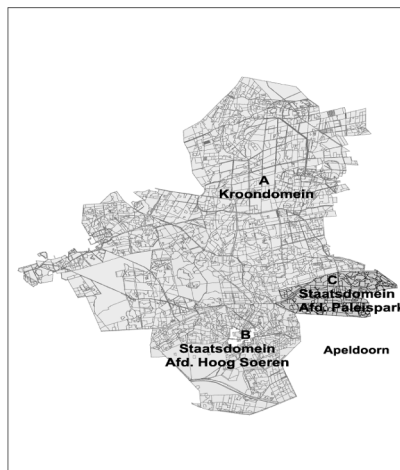 A
Kroondomein
C
Staatsdomein
Afd. Paleispark
B
Staatsdomein
Afd. Hoog Soeren
Apeldoorn